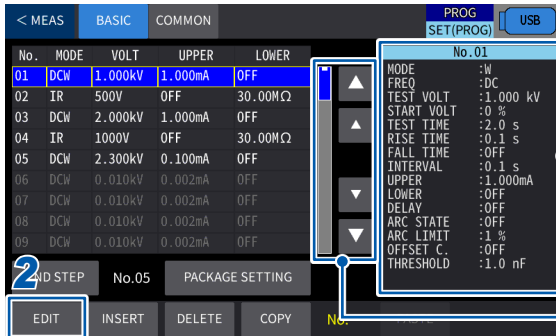 < MEAS BASIC COMMON PROG SET(PROG) USB
No. MODE VOLT UPPER LOWER
01 DCW 1.000kV 1.000mA OFF
02 IR 500V OFF 30.00MΩ
03 DCW 2.000kV 1.000mA OFF
04 IR 1000V OFF 30.00MΩ
05 DCW 2.300kV 0.100mA OFF
06 DCW 0.010kV 0.002mA OFF
07 DCW 0.010kV 0.002mA OFF
08 DCW 0.010kV 0.002mA OFF
09 DCW 0.010kV 0.002mA OFF
No.01
MODE :W
FREQ :DC
TEST VOLT :1.000 kV
START VOLT :0 %
TEST TIME :2.0 s
RISE TIME :0.1 s
FALL TIME :OFF
INTERVAL :0.1 s
UPPER :1.000mA
LOWER :OFF
DELAY :OFF
ARC STATE :OFF
ARC LIMIT :1 %
OFFSET C. :OFF
THRESHOLD :1.0 nF
2
STEP No.05 PACKAGE SETTING
EDIT INSERT DELETE COPY No.